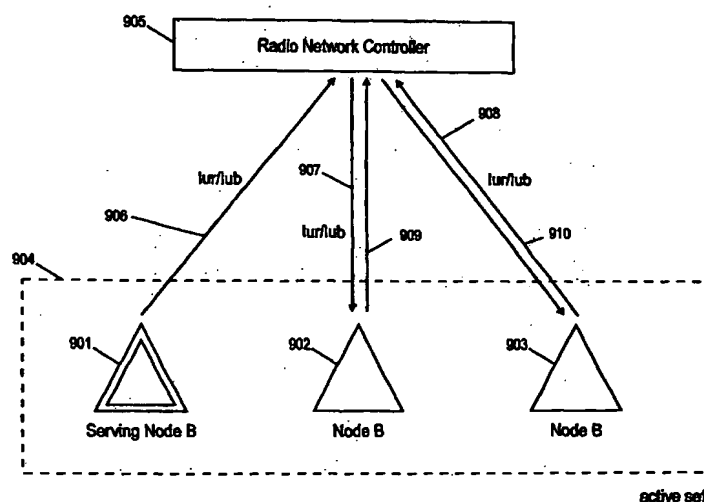 905
Radio Network Controller
908
907
Iur/Iub
Iur/Iub
906
Iur/Iub
909
910
904
901
902
903
Serving Node B
Node B
Node B
active set